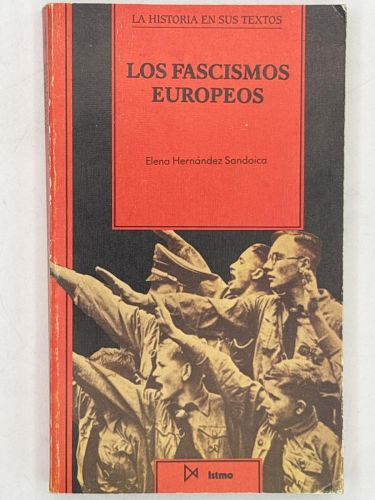 LA HISTORIA EN SUS TEXTOS
LOS FASCISMOS
EUROPEOS
Elena Hernández Sandoica
Istmo